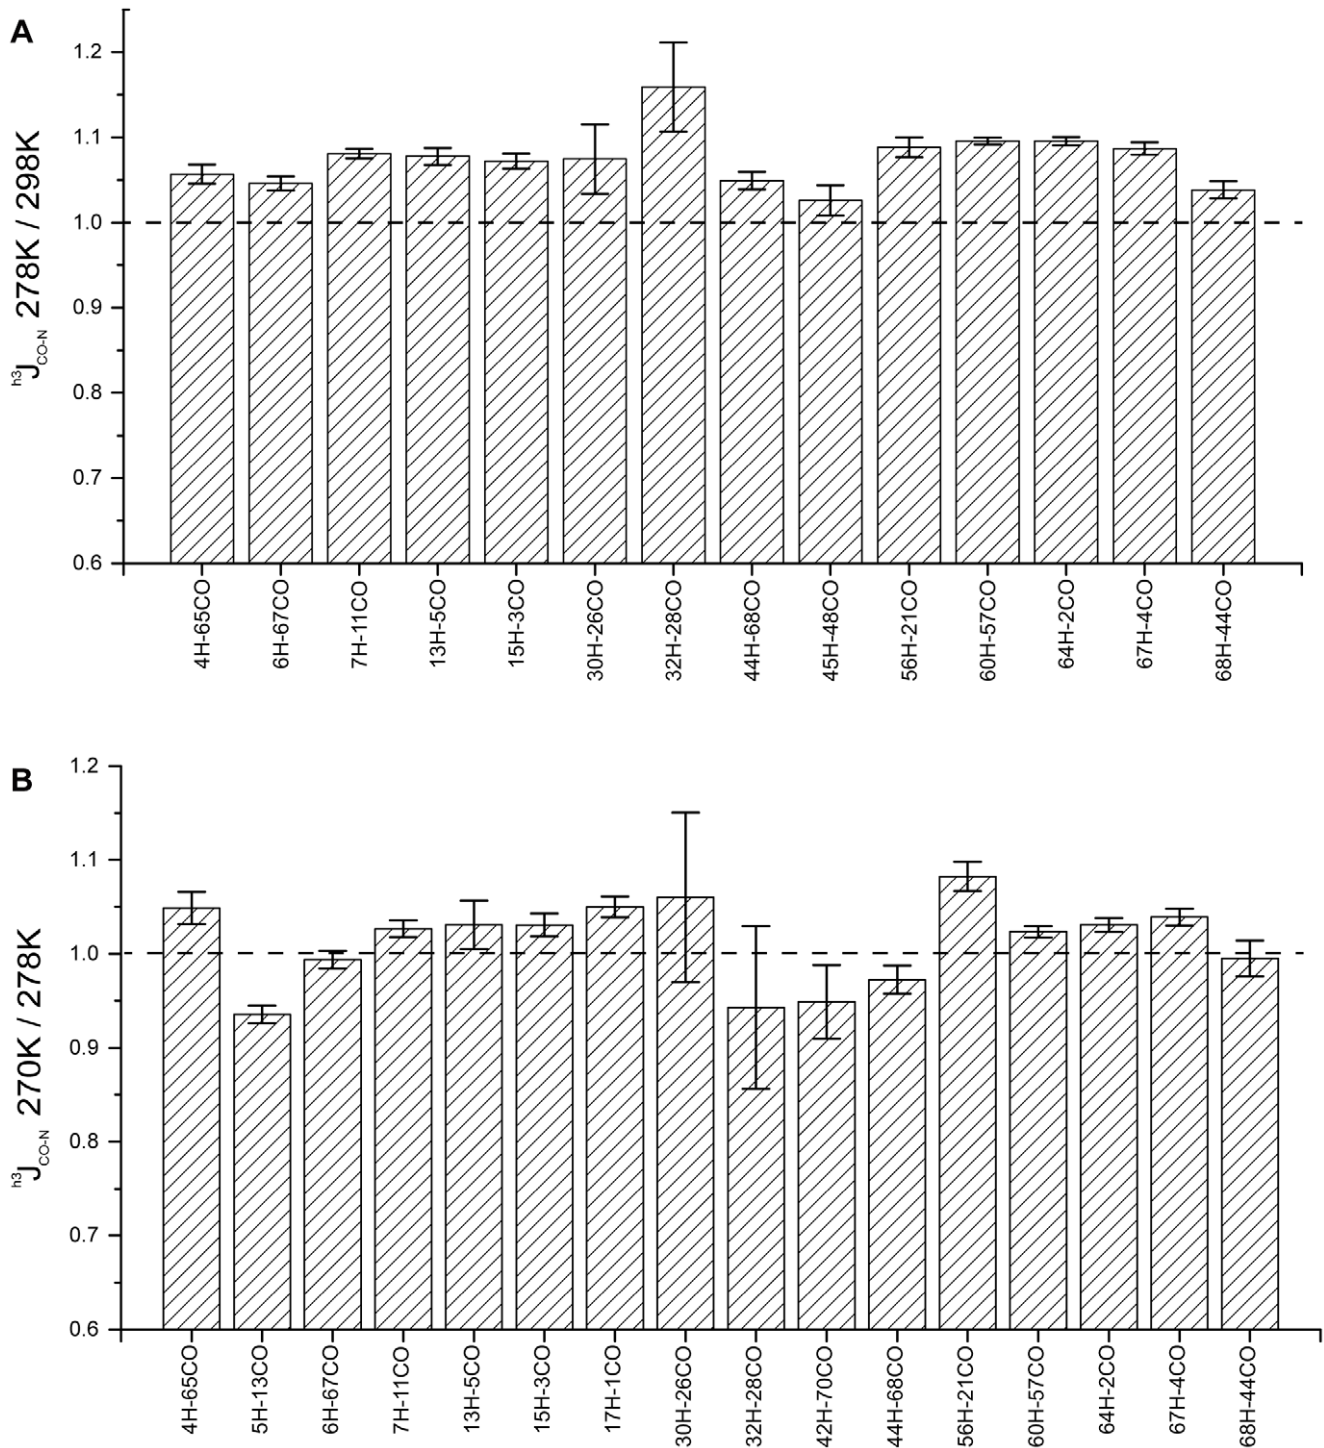 A
ʰ³J_CO-N 278K / 298K
1.2
1.1
1.0
0.9
0.8
0.7
0.6
4H-65CO
6H-67CO
7H-11CO
13H-5CO
15H-3CO
30H-26CO
32H-28CO
44H-68CO
45H-48CO
56H-21CO
60H-57CO
64H-2CO
67H-4CO
68H-44CO
B
ʰ³J_CO-N 270K / 278K
1.2
1.1
1.0
0.9
0.8
0.7
0.6
4H-65CO
5H-13CO
6H-67CO
7H-11CO
13H-5CO
15H-3CO
17H-1CO
30H-26CO
32H-28CO
42H-70CO
44H-68CO
56H-21CO
60H-57CO
64H-2CO
67H-4CO
68H-44CO